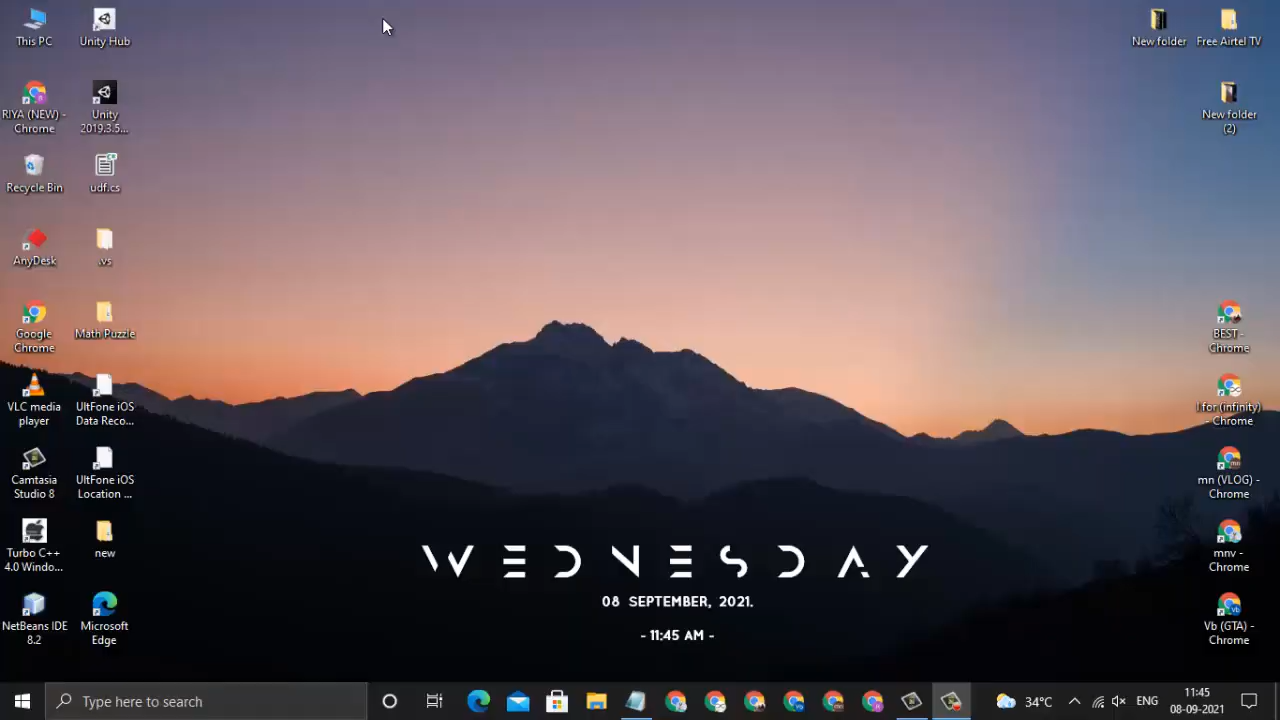 This PC
Unity Hub
New folder
Free Airtel TV
RIYA (NEW) -
Chrome
Unity
2019.3.5...
New folder
(2)
Recycle Bin
udf.cs
AnyDesk
.vs
Google
Chrome
Math Puzzle
BEST -
Chrome
VLC media
player
UltFone iOS
Data Reco...
I for (infinity)
- Chrome
Camtasia
Studio 8
UltFone iOS
Location ...
mn (VLOG) -
Chrome
Turbo C++
4.0 Windo...
new
mnv -
Chrome
WEDNESDAY
08 SEPTEMBER, 2021.
- 11:45 AM -
NetBeans IDE
8.2
Microsoft
Edge
Vb (GTA) -
Chrome
Type here to search
34°C
ENG
11:45
08-09-2021